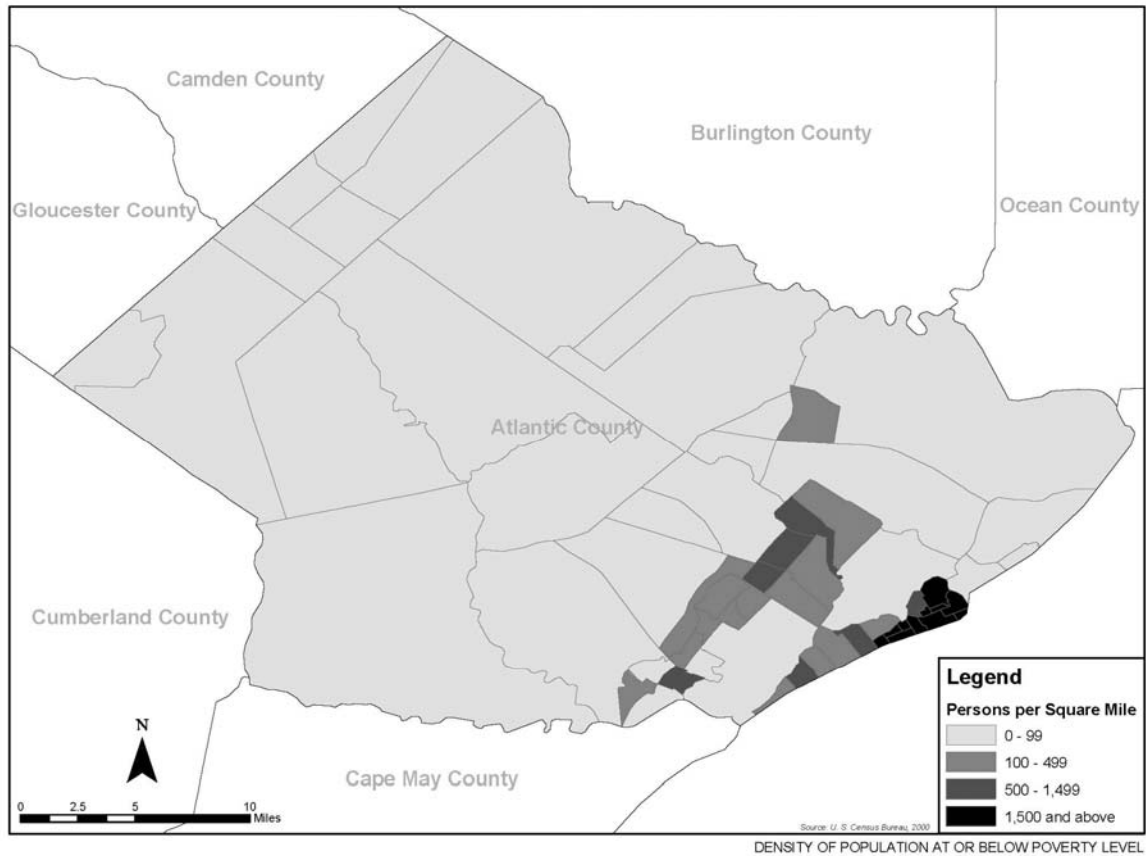 Camden County
Burlington County
Gloucester County
Ocean County
Atlantic County
Cumberland County
Cape May County
N
0 2.5 5 10
Miles
Legend
Persons per Square Mile
0 - 99
100 - 499
500 - 1,499
1,500 and above
Source: U. S. Census Bureau, 2000
DENSITY OF POPULATION AT OR BELOW POVERTY LEVEL